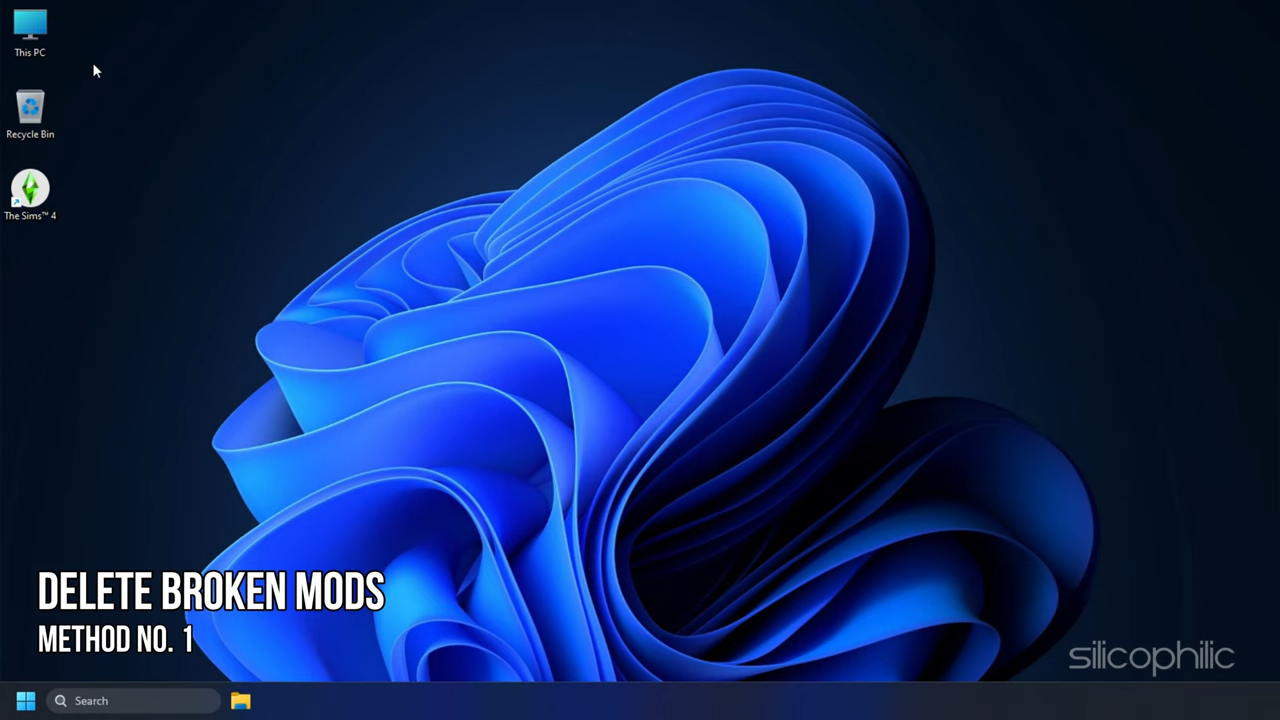 This PC
Recycle Bin
The Sims™ 4
DELETE BROKEN MODS
METHOD NO. 1
silicophilic
Search